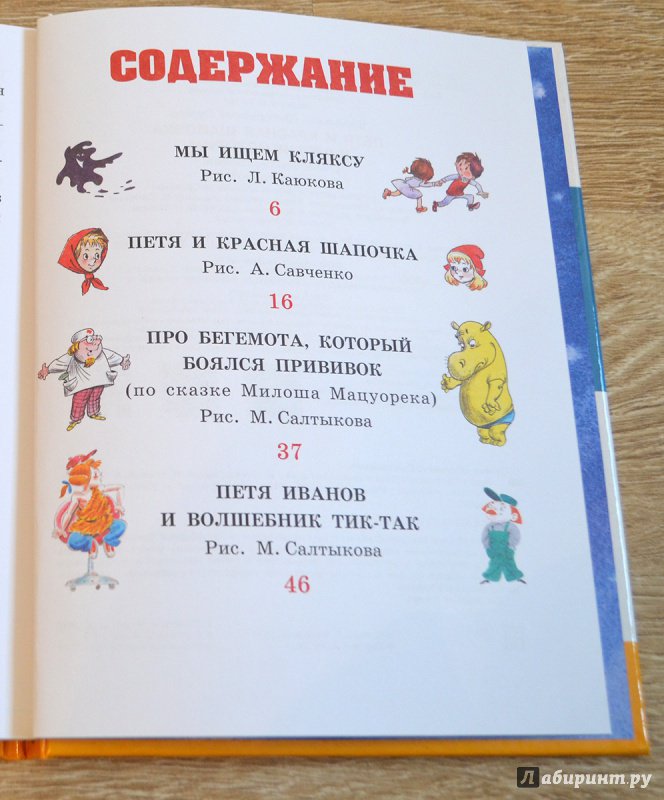 СОДЕРЖАНИЕ
МЫ ИЩЕМ КЛЯКСУ
Рис. Л. Каюкова
6
ПЕТЯ И КРАСНАЯ ШАПОЧКА
Рис. А. Савченко
16
ПРО БЕГЕМОТА, КОТОРЫЙ
БОЯЛСЯ ПРИВИВОК
(по сказке Милоша Мацуорека)
Рис. М. Салтыкова
37
ПЕТЯ ИВАНОВ
И ВОЛШЕБНИК ТИК-ТАК
Рис. М. Салтыкова
46
Лабиринт.ру